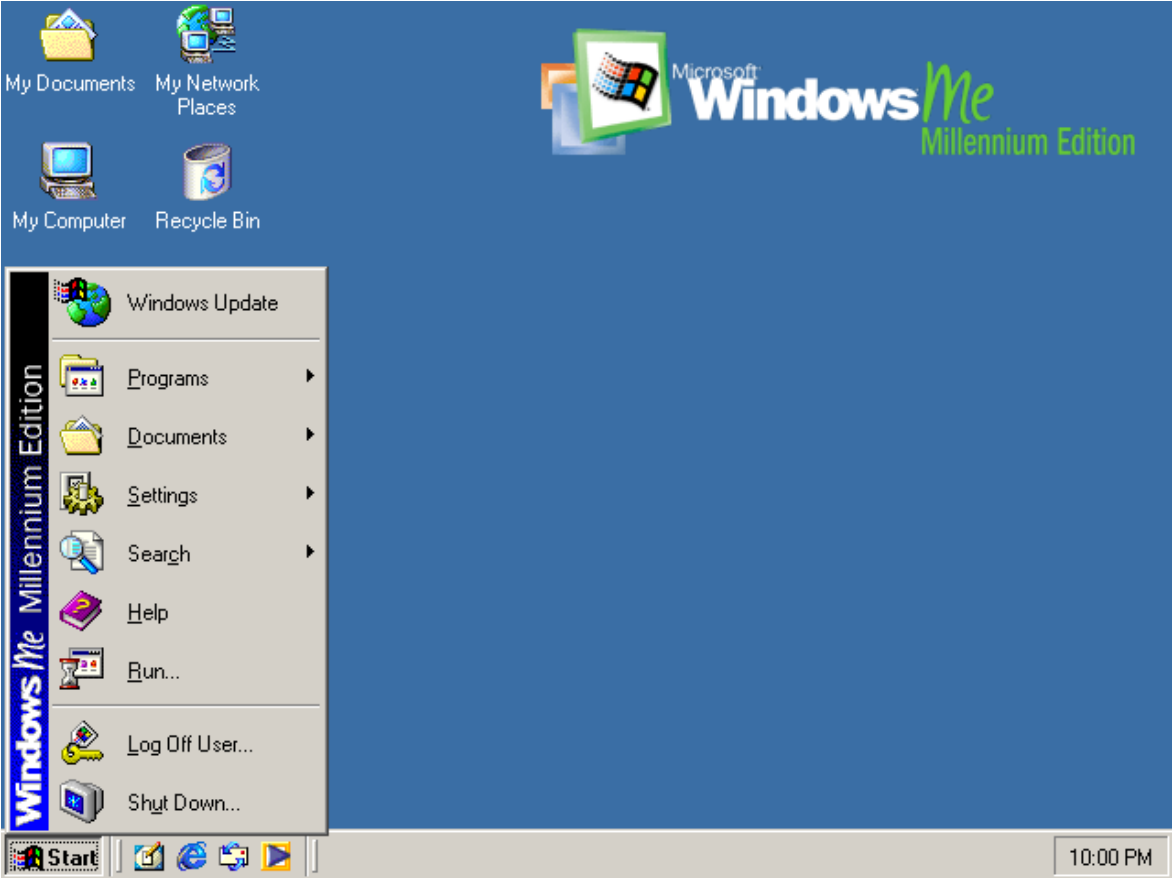 My Documents
My Network
Places
Microsoft
Windows Me
Millennium Edition
My Computer
Recycle Bin
Windows Me Millennium Edition
Windows Update
Programs
Documents
Settings
Search
Help
Run...
Log Off User...
Shut Down...
Start
10:00 PM